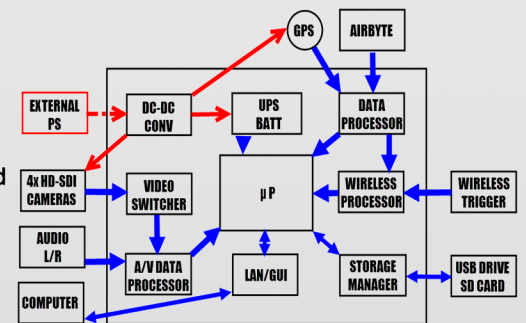 GPS
AIRBYTE
EXTERNAL
PS
DC-DC
CONV
UPS
BATT
DATA
PROCESSOR
4x HD-SDI
CAMERAS
VIDEO
SWITCHER
µP
WIRELESS
PROCESSOR
WIRELESS
TRIGGER
AUDIO
L/R
A/V DATA
PROCESSOR
LAN/GUI
STORAGE
MANAGER
USB DRIVE
SD CARD
COMPUTER